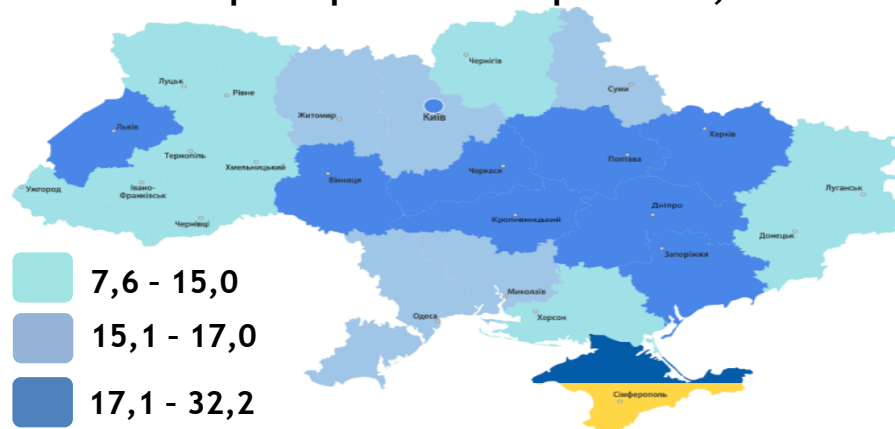 Чернігів
Луцьк
Рівне
Суми
Житомир
Київ
Львів
Харків
Тернопіль
Хмельницький
Черкаси
Полтава
Вінниця
Ужгород
Івано-
Франківськ
Луганськ
Чернівці
Дніпро
Кропивницький
Донецьк
Запоріжжя
7,6 – 15,0
Миколаїв
Одеса
Херсон
15,1 – 17,0
17,1 – 32,2
Сімферополь